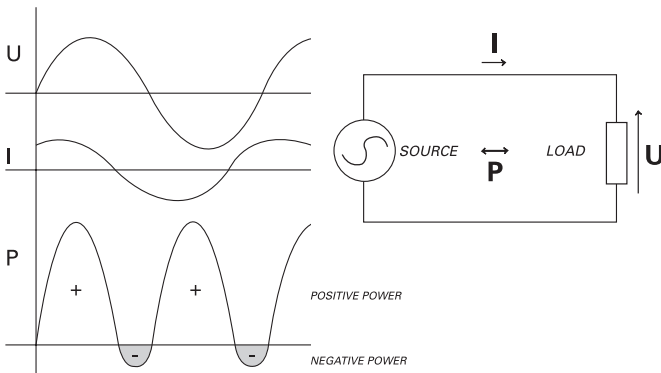 U
I
P
+
+
-
-
POSITIVE POWER
NEGATIVE POWER
I
SOURCE
P
LOAD
U